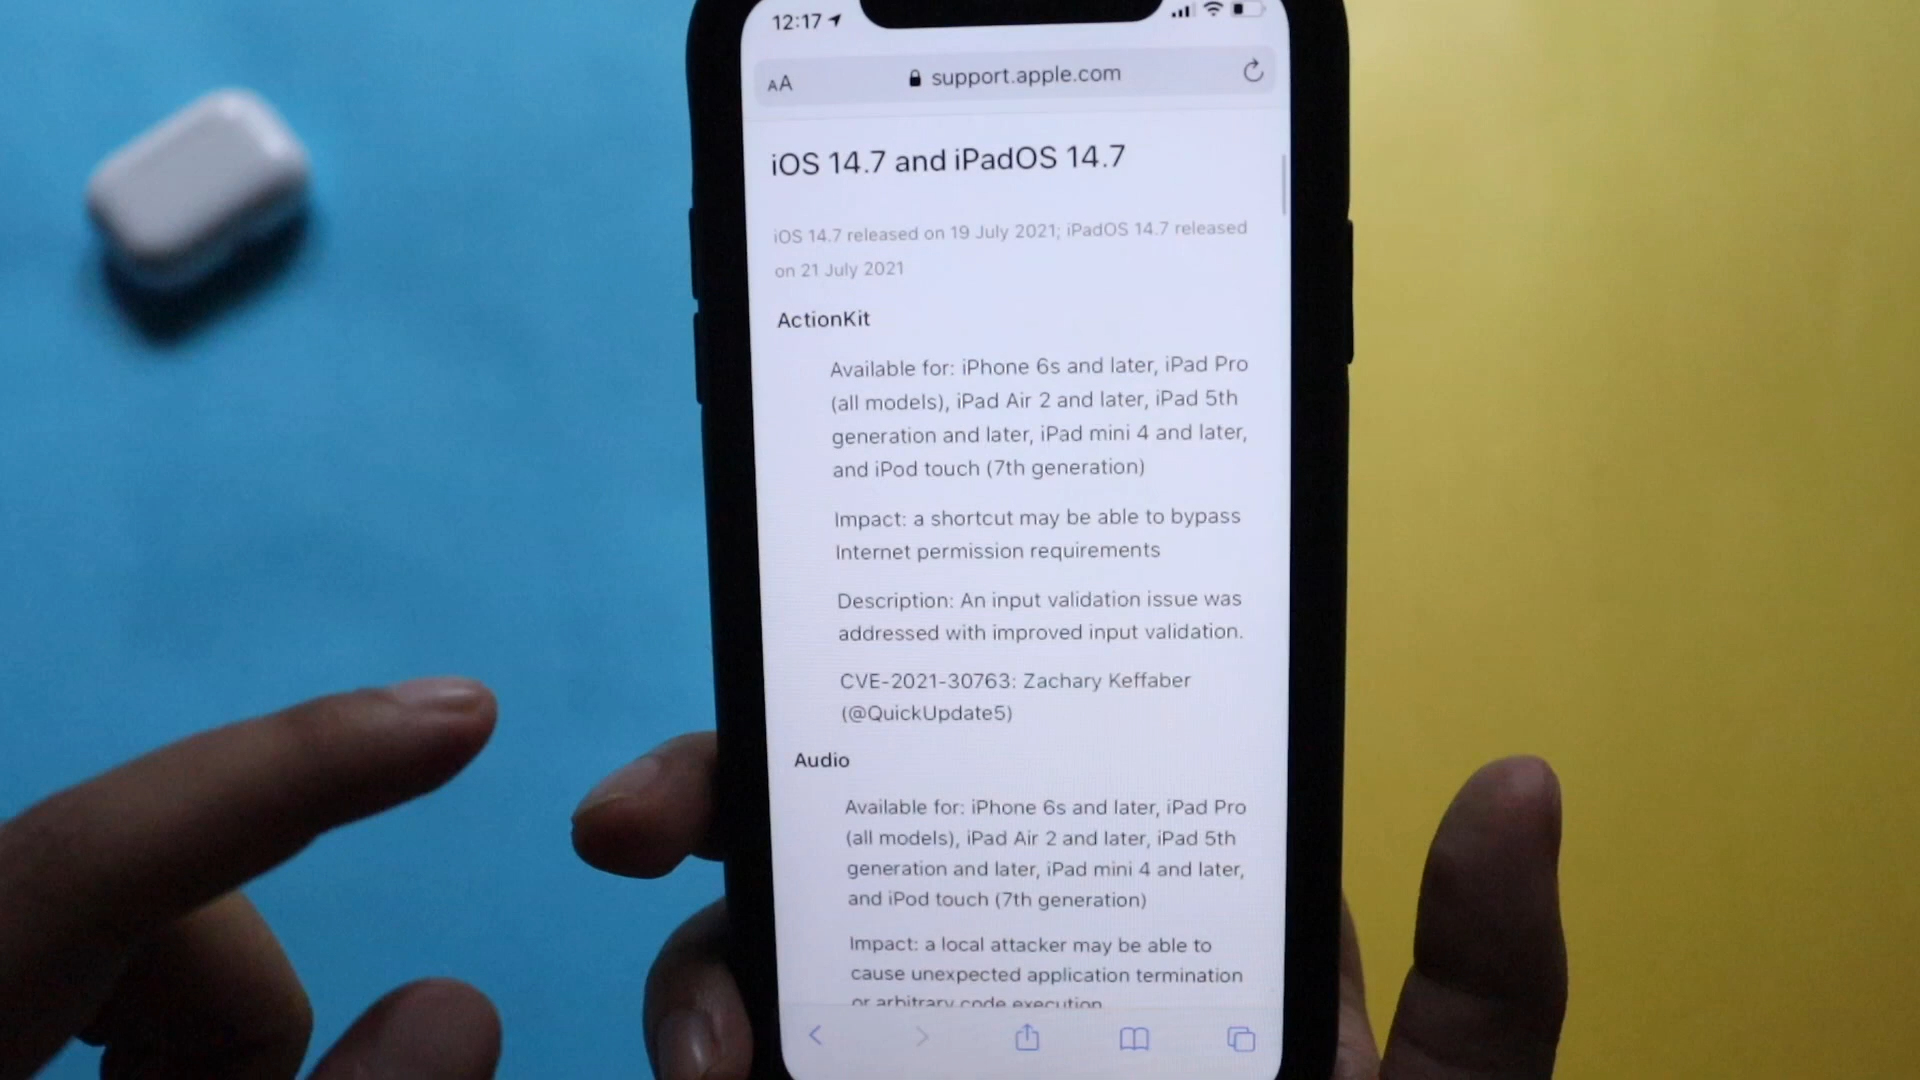 12:17
AA support.apple.com
iOS 14.7 and iPadOS 14.7
iOS 14.7 released on 19 July 2021; iPadOS 14.7 released
on 21 July 2021
ActionKit
Available for: iPhone 6s and later, iPad Pro
(all models), iPad Air 2 and later, iPad 5th
generation and later, iPad mini 4 and later,
and iPod touch (7th generation)
Impact: a shortcut may be able to bypass
Internet permission requirements
Description: An input validation issue was
addressed with improved input validation.
CVE-2021-30763: Zachary Keffaber
(@QuickUpdate5)
Audio
Available for: iPhone 6s and later, iPad Pro
(all models), iPad Air 2 and later, iPad 5th
generation and later, iPad mini 4 and later,
and iPod touch (7th generation)
Impact: a local attacker may be able to
cause unexpected application termination
or arbitrary code execution